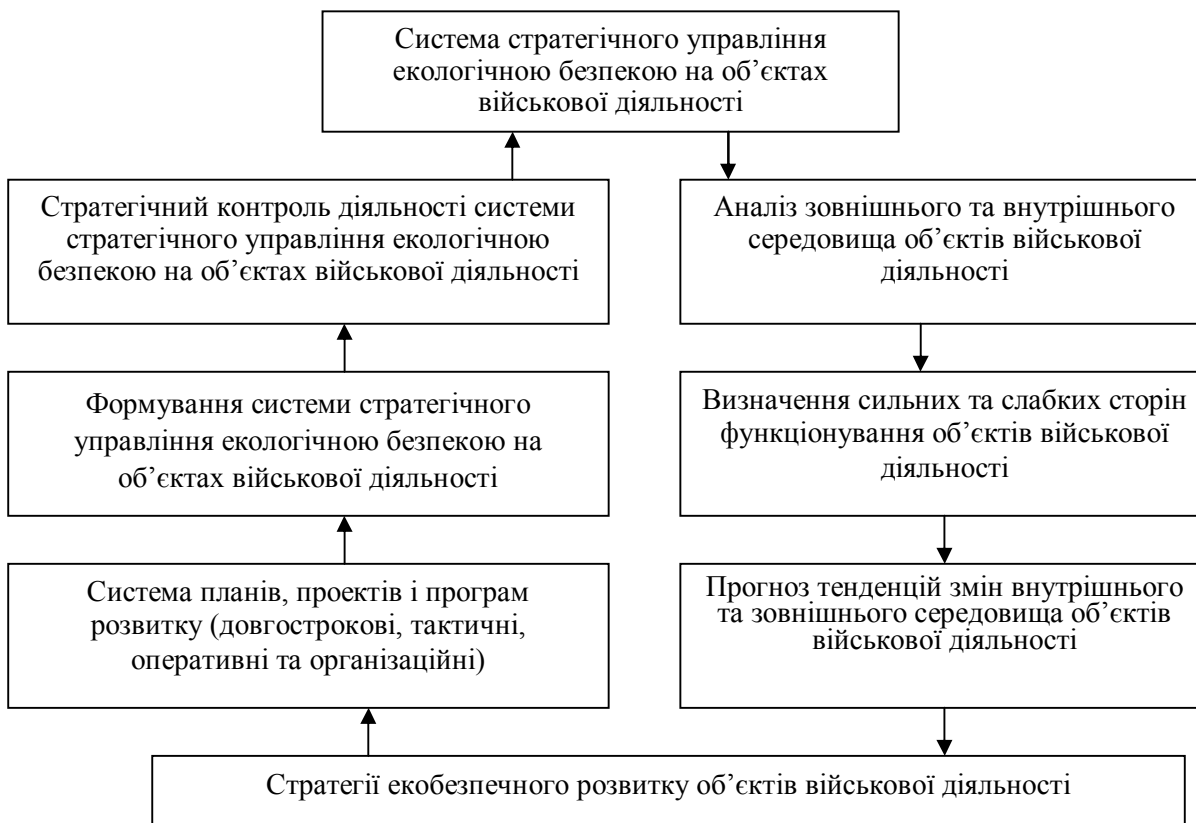 Система стратегічного управління
екологічною безпекою на об’єктах
військової діяльності
Стратегічний контроль діяльності системи
стратегічного управління екологічною
безпекою на об’єктах військової діяльності
Аналіз зовнішнього та внутрішнього
середовища об’єктів військової
діяльності
Формування системи стратегічного
управління екологічною безпекою на
об’єктах військової діяльності
Визначення сильних та слабких сторін
функціонування об’єктів військової
діяльності
Система планів, проектів і програм
розвитку (довгострокові, тактичні,
оперативні та організаційні)
Прогноз тенденцій змін внутрішнього
та зовнішнього середовища об’єктів
військової діяльності
Стратегії екобезпечного розвитку об’єктів військової діяльності